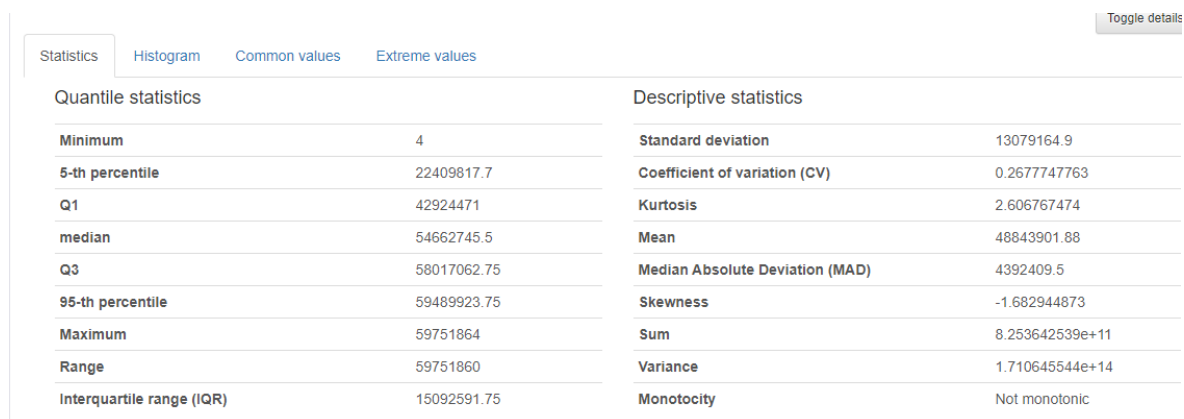 Toggle details
Statistics Histogram Common values Extreme values
Quantile statistics Descriptive statistics
Minimum 4 Standard deviation 13079164.9
5-th percentile 22409817.7 Coefficient of variation (CV) 0.2677747763
Q1 42924471 Kurtosis 2.606767474
median 54662745.5 Mean 48843901.88
Q3 58017062.75 Median Absolute Deviation (MAD) 4392409.5
95-th percentile 59489923.75 Skewness -1.682944873
Maximum 59751864 Sum 8.253642539e+11
Range 59751860 Variance 1.710645544e+14
Interquartile range (IQR) 15092591.75 Monotocity Not monotonic